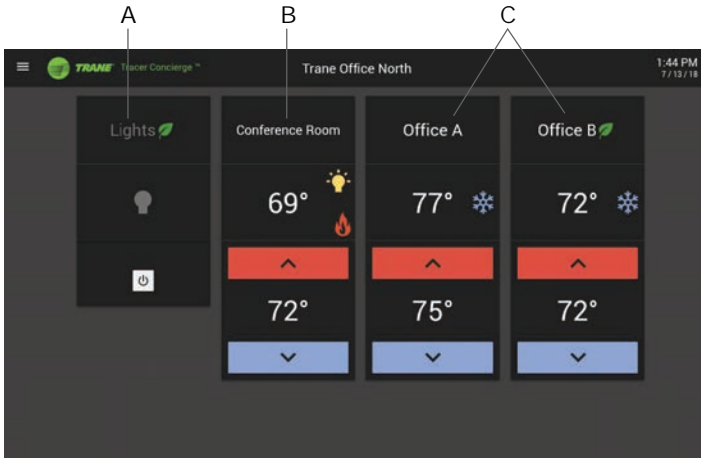 A B C
TRANE Tracer Concierge™ Trane Office North 1:44 PM
7/13/18
Lights Conference Room Office A Office B
69° 77° 72°
72° 75° 72°